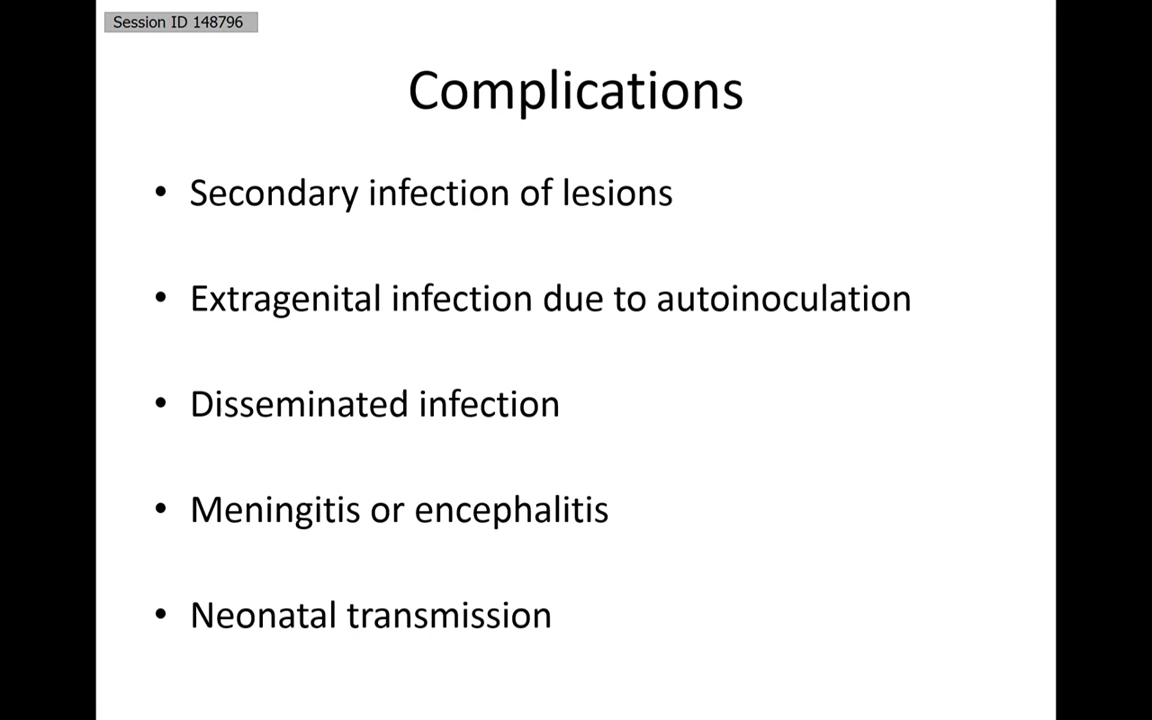 Session ID 148796
Complications
• Secondary infection of lesions
• Extragenital infection due to autoinoculation
• Disseminated infection
• Meningitis or encephalitis
• Neonatal transmission